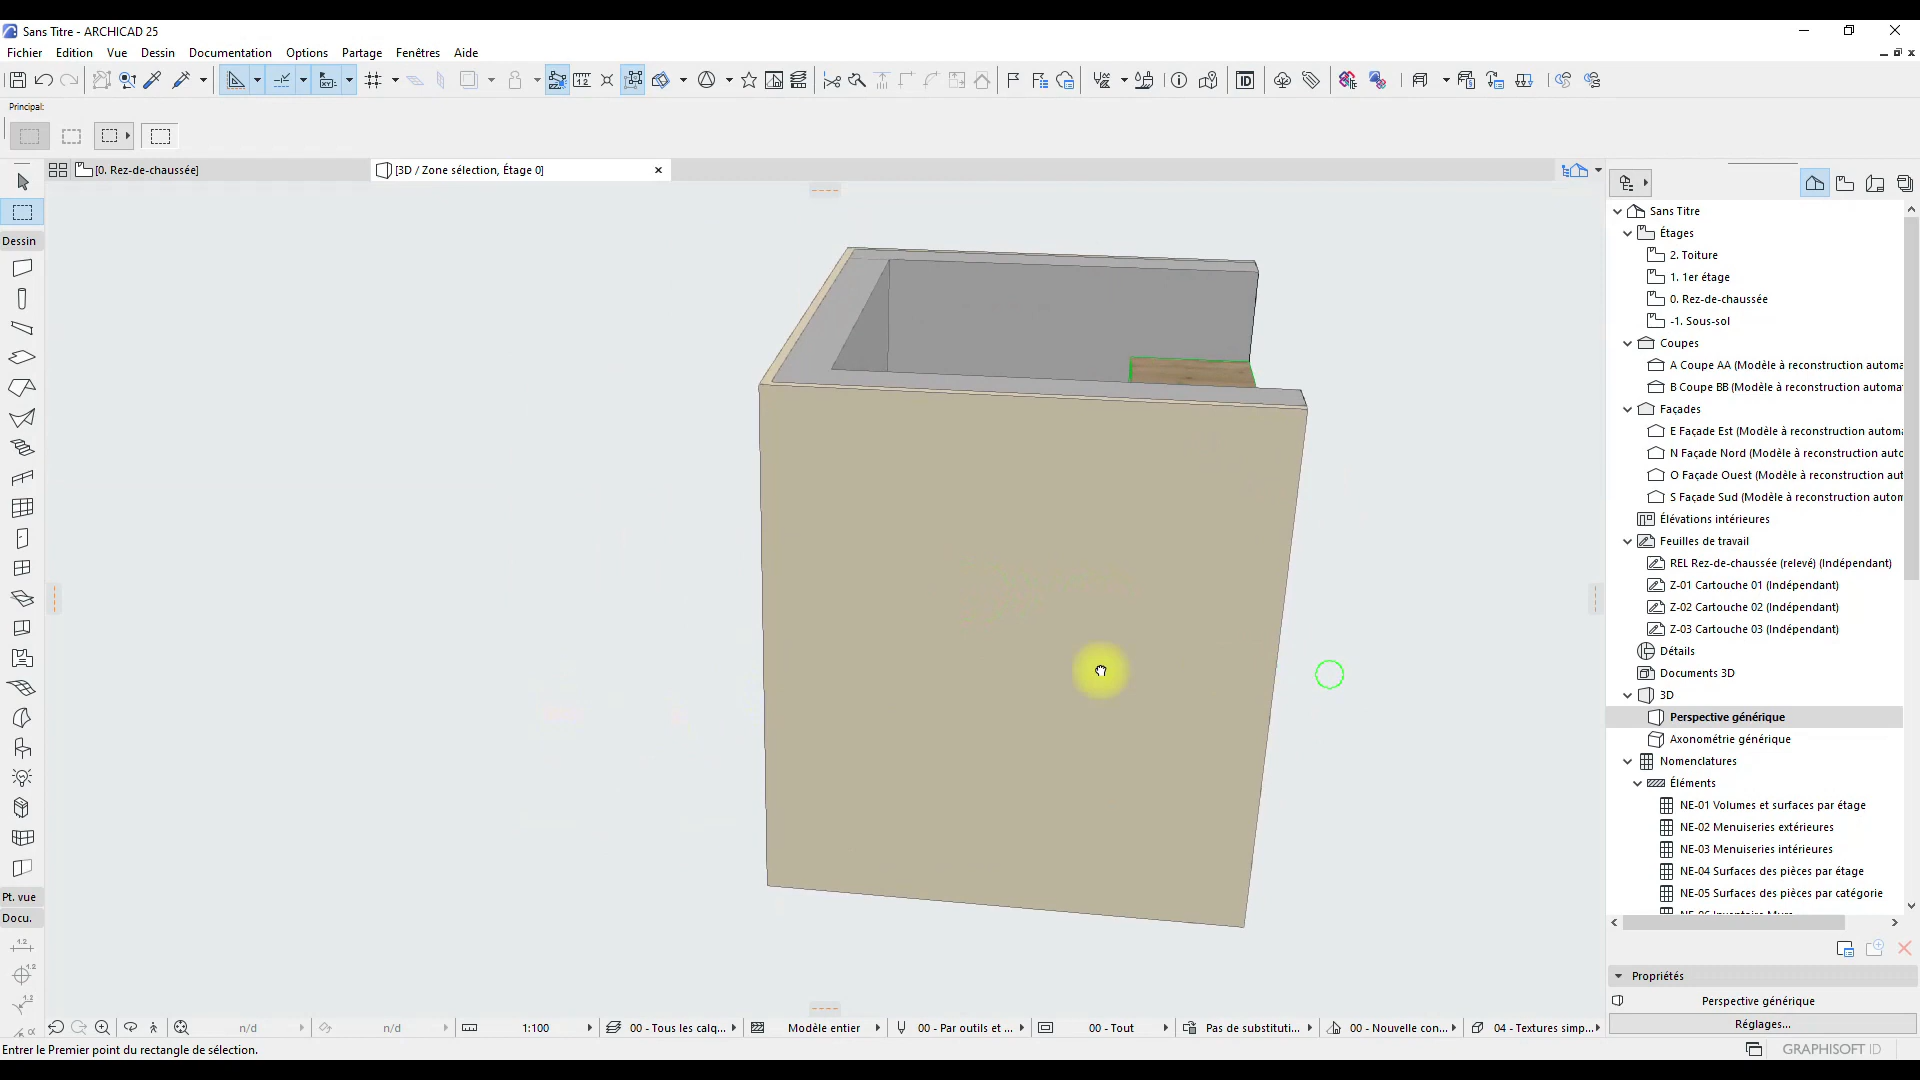 Sans Titre - ARCHICAD 25
Fichier Edition Vue Dessin Documentation Options Partage Fenêtres Aide
Principal:
[0. Rez-de-chaussée]
[3D / Zone sélection, Étage 0]
Dessin
Pt. vue
Docu.
Sans Titre
Étages
2. Toiture
1. 1er étage
0. Rez-de-chaussée
-1. Sous-sol
Coupes
A Coupe AA (Modèle à reconstruction automa
B Coupe BB (Modèle à reconstruction automa
Façades
E Façade Est (Modèle à reconstruction automa
N Façade Nord (Modèle à reconstruction auto
O Façade Ouest (Modèle à reconstruction aut
S Façade Sud (Modèle à reconstruction autom
Élévations intérieures
Feuilles de travail
REL Rez-de-chaussée (relevé) (Indépendant)
Z-01 Cartouche 01 (Indépendant)
Z-02 Cartouche 02 (Indépendant)
Z-03 Cartouche 03 (Indépendant)
Détails
Documents 3D
3D
Perspective générique
Axonométrie générique
Nomenclatures
Éléments
NE-01 Volumes et surfaces par étage
NE-02 Menuiseries extérieures
NE-03 Menuiseries intérieures
NE-04 Surfaces des pièces par étage
NE-05 Surfaces des pièces par catégorie
Propriétés
Perspective générique
Réglages...
n/d n/d 1:100 00 - Tous les calq... Modèle entier 00 - Par outils et ... 00 - Tout Pas de substituti... 00 - Nouvelle con... 04 - Textures simp...
Entrer le Premier point du rectangle de sélection.
GRAPHISOFT ID